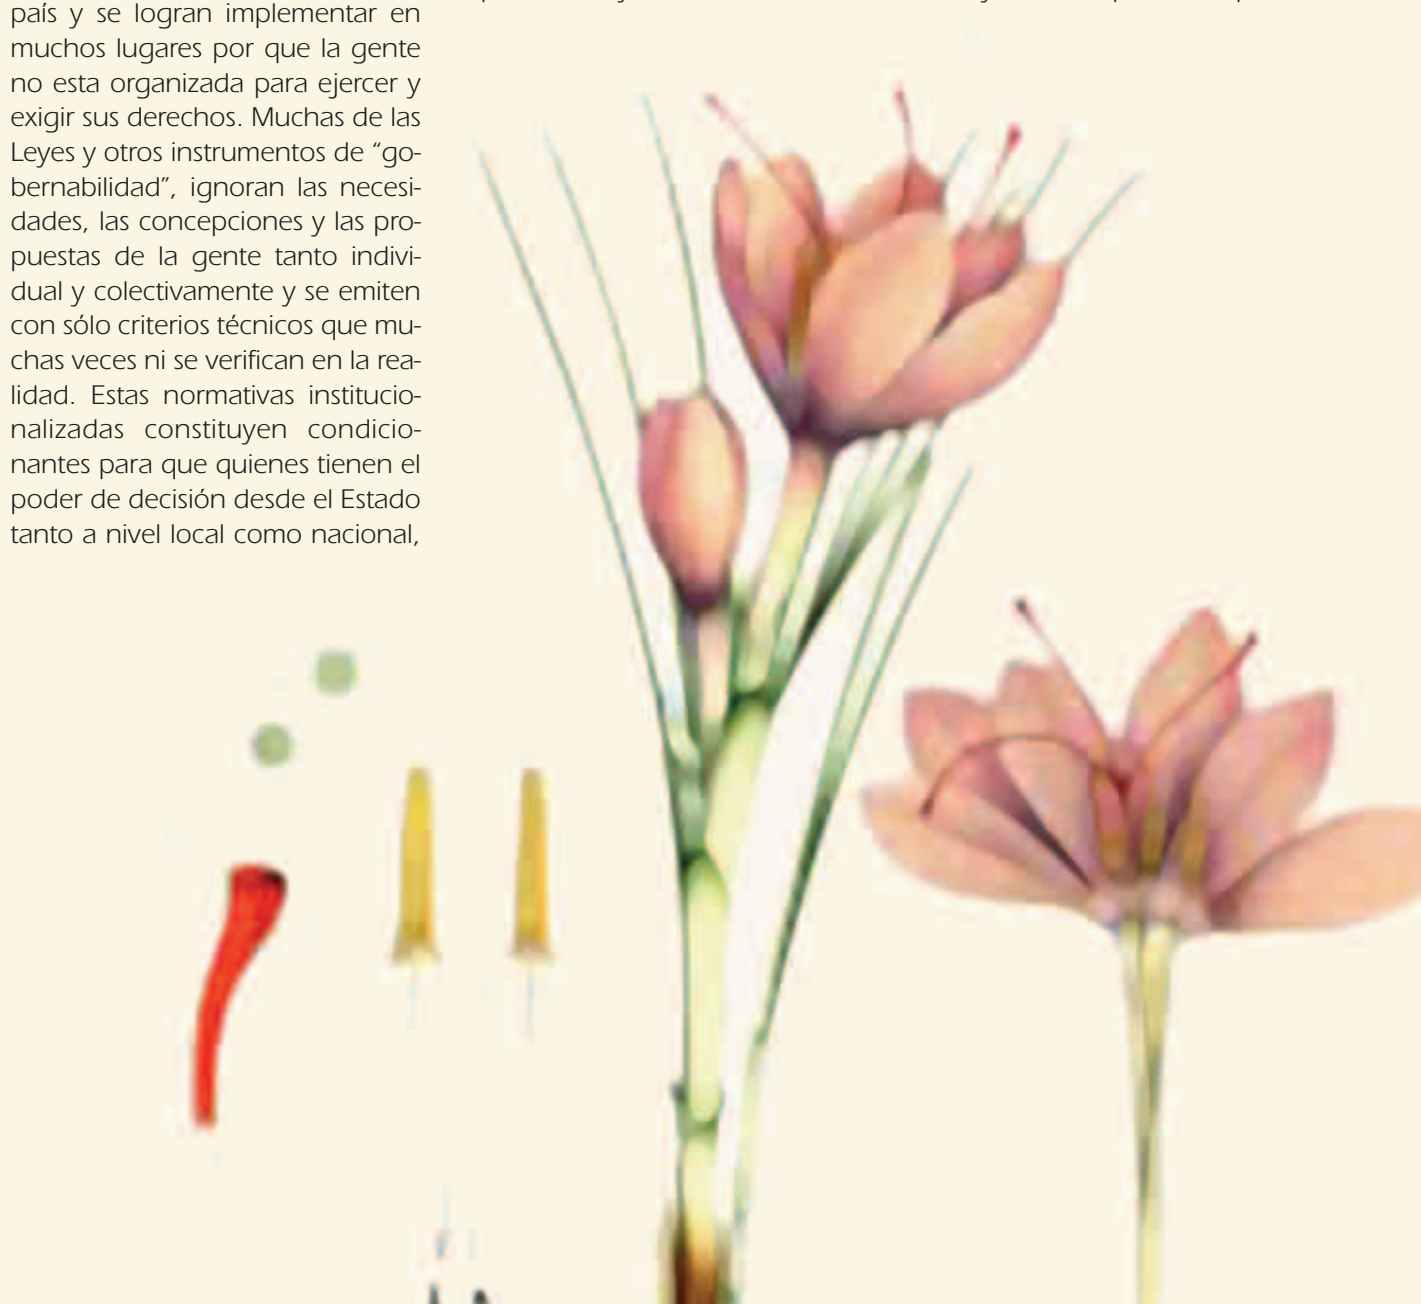 país y se logran implementar en
muchos lugares por que la gente
no esta organizada para ejercer y
exigir sus derechos. Muchas de las
Leyes y otros instrumentos de “go-
bernabilidad”, ignoran las necesi-
dades, las concepciones y las pro-
puestas de la gente tanto indivi-
dual y colectivamente y se emiten
con sólo criterios técnicos que mu-
chas veces ni se verifican en la rea-
lidad. Estas normativas institucio-
nalizadas constituyen condicio-
nantes para que quienes tienen el
poder de decisión desde el Estado
tanto a nivel local como nacional,